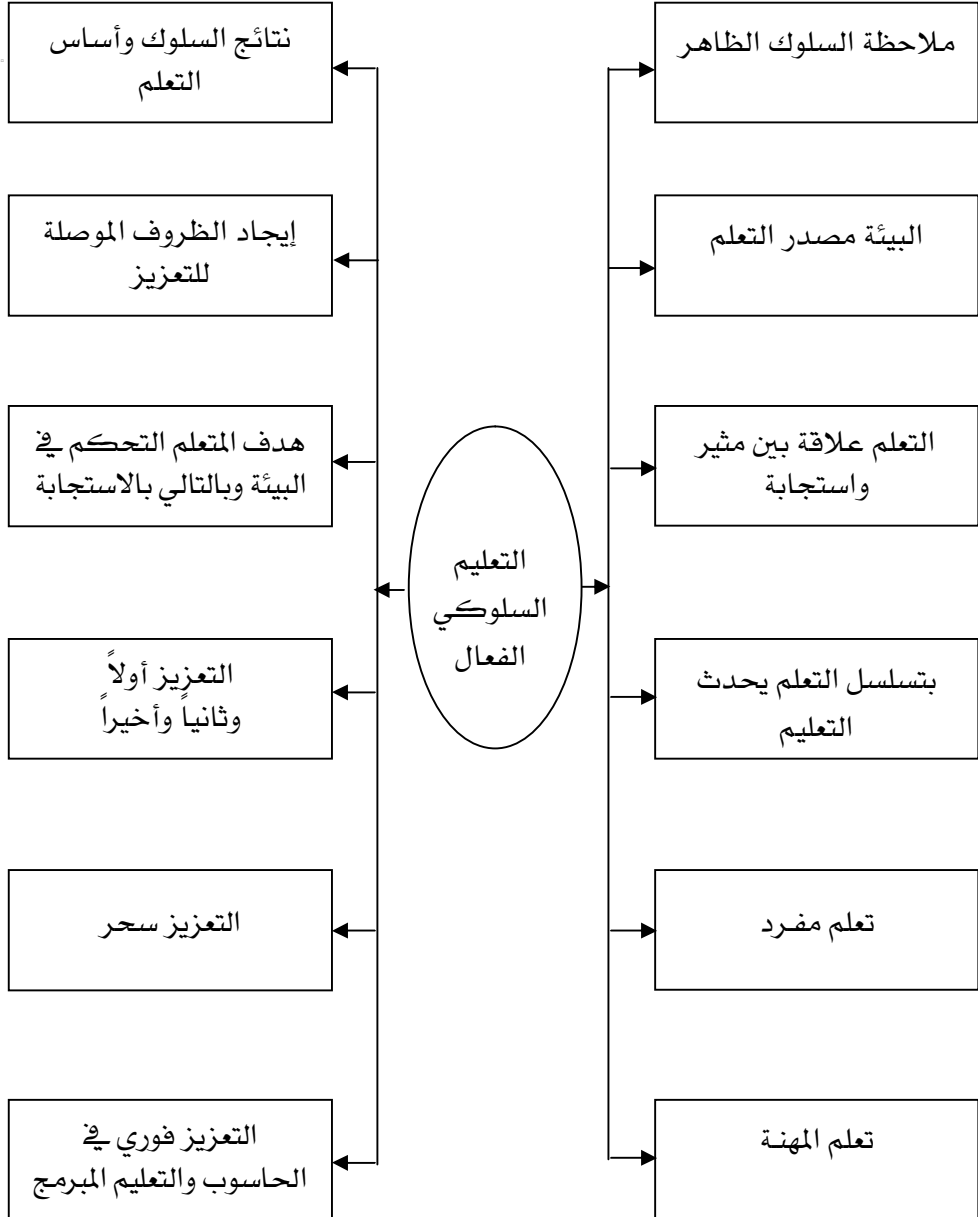 ملاحظة السلوك الظاهر
نتائج السلوك وأساس
التعلم
البيئة مصدر التعلم
إيجاد الظروف الموصلة
للتعزيز
التعلم علاقة بين مثير
واستجابة
هدف المتعلم التحكم في
البيئة وبالتالي بالاستجابة
التعليم
السلوكي
الفعال
بتسلسل التعلم يحدث
التعليم
التعزيز أولاً
وثانياً وأخيراً
تعلم مفرد
التعزيز سحر
تعلم المهنة
التعزيز فوري في
الحاسوب والتعليم المبرمج